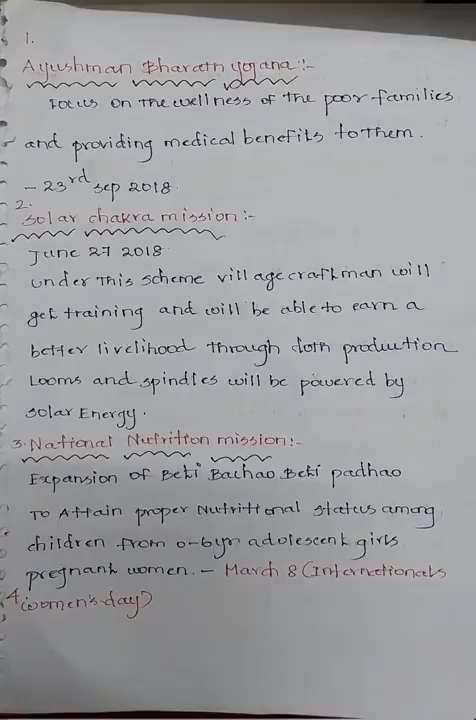 1.
Ayushman Bharath yojana :-
Focus on the wellness of the poor families
and providing medical benefits to them.
- 23rd sep 2018.
2.
Solar chakra mission :-
June 27 2018
under This scheme villagecraftman will
get training and will be able to earn a
better livelihood through cloth production
Looms and spindles will be powered by
solar Energy.
3. National Nutrition mission:-
Expansion of Beti Bachao Beti padhao
To Attain proper Nutritional status among
children from 0-6yr adolescent girls
pregnant women. - March 8 (Internationals
4. women's day)